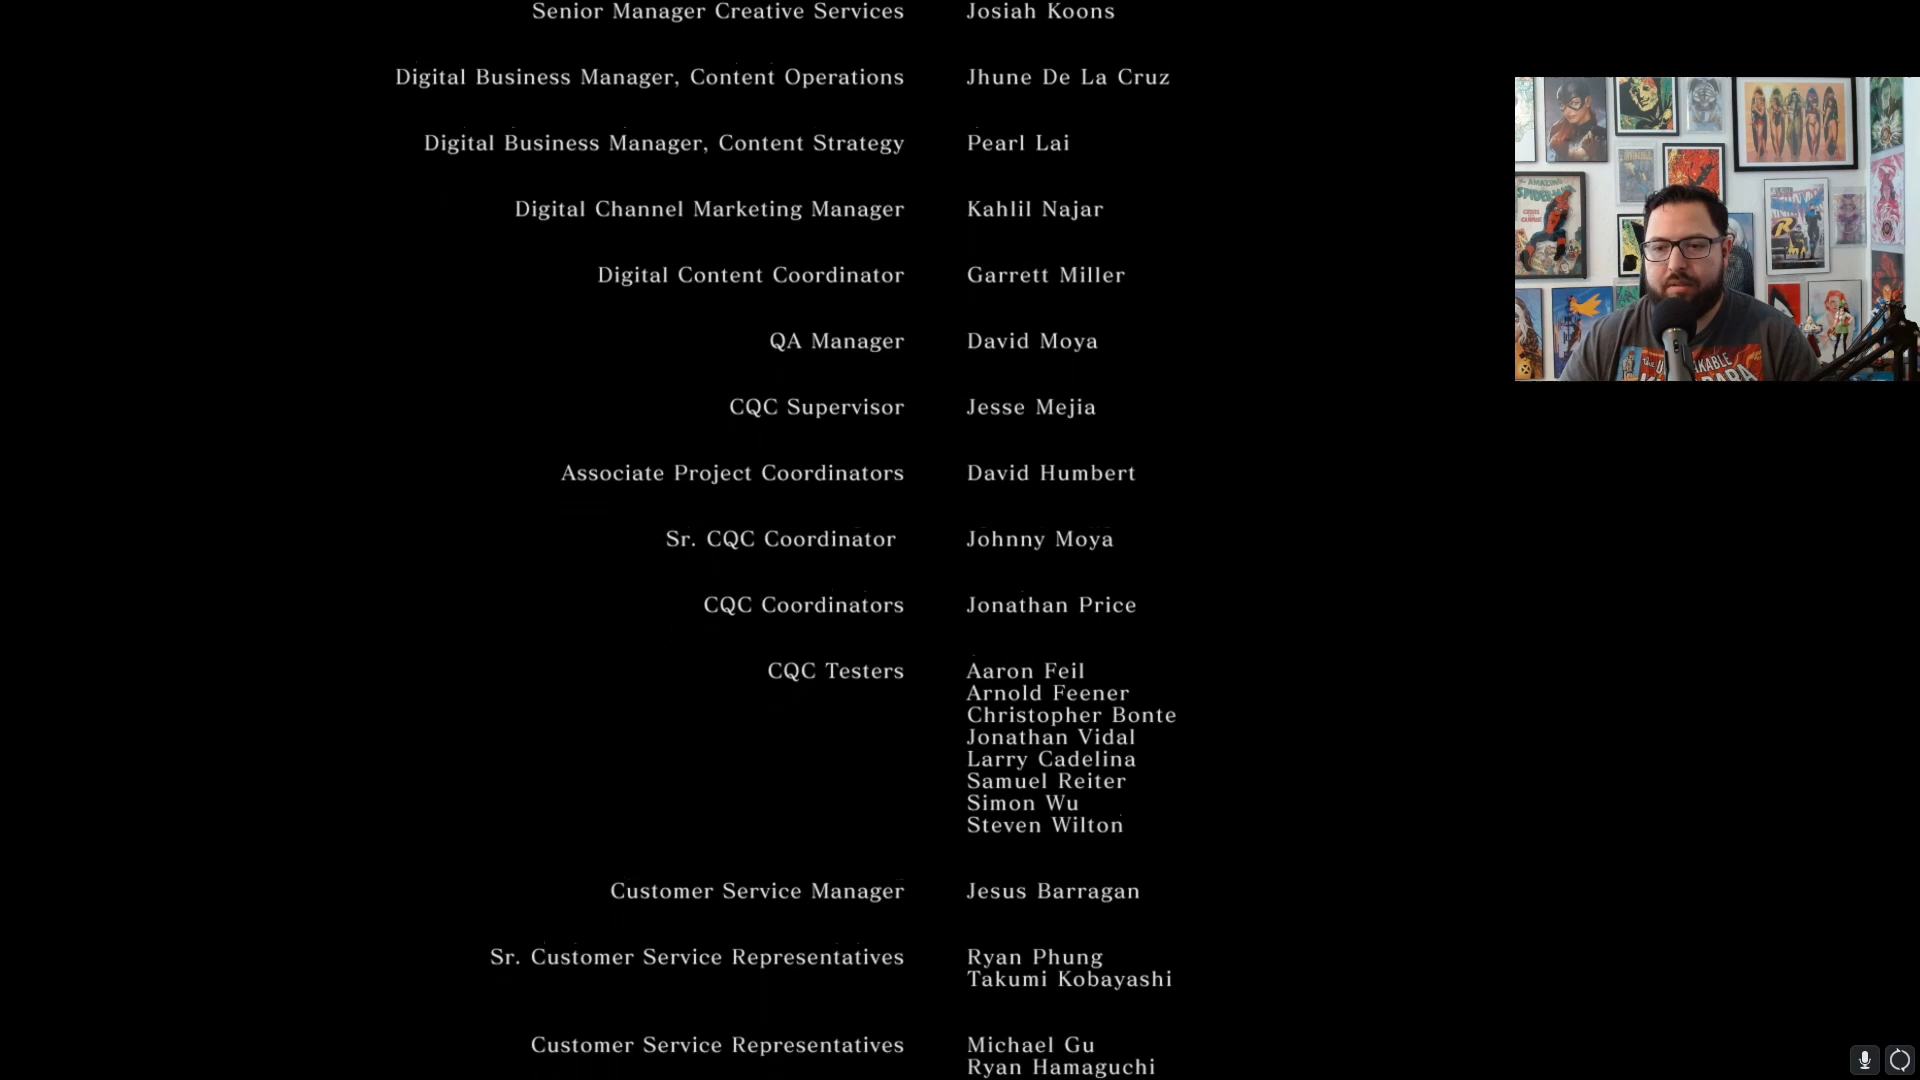 Senior Manager Creative Services Josiah Koons
Digital Business Manager, Content Operations Jhune De La Cruz
Digital Business Manager, Content Strategy Pearl Lai
Digital Channel Marketing Manager Kahlil Najar
Digital Content Coordinator Garrett Miller
QA Manager David Moya
CQC Supervisor Jesse Mejia
Associate Project Coordinators David Humbert
Sr. CQC Coordinator Johnny Moya
CQC Coordinators Jonathan Price
CQC Testers Aaron Feil
Arnold Feener
Christopher Bonte
Jonathan Vidal
Larry Cadelina
Samuel Reiter
Simon Wu
Steven Wilton
Customer Service Manager Jesus Barragan
Sr. Customer Service Representatives Ryan Phung
Takumi Kobayashi
Customer Service Representatives Michael Gu
Ryan Hamaguchi
AMAZING
SPIDER-MAN